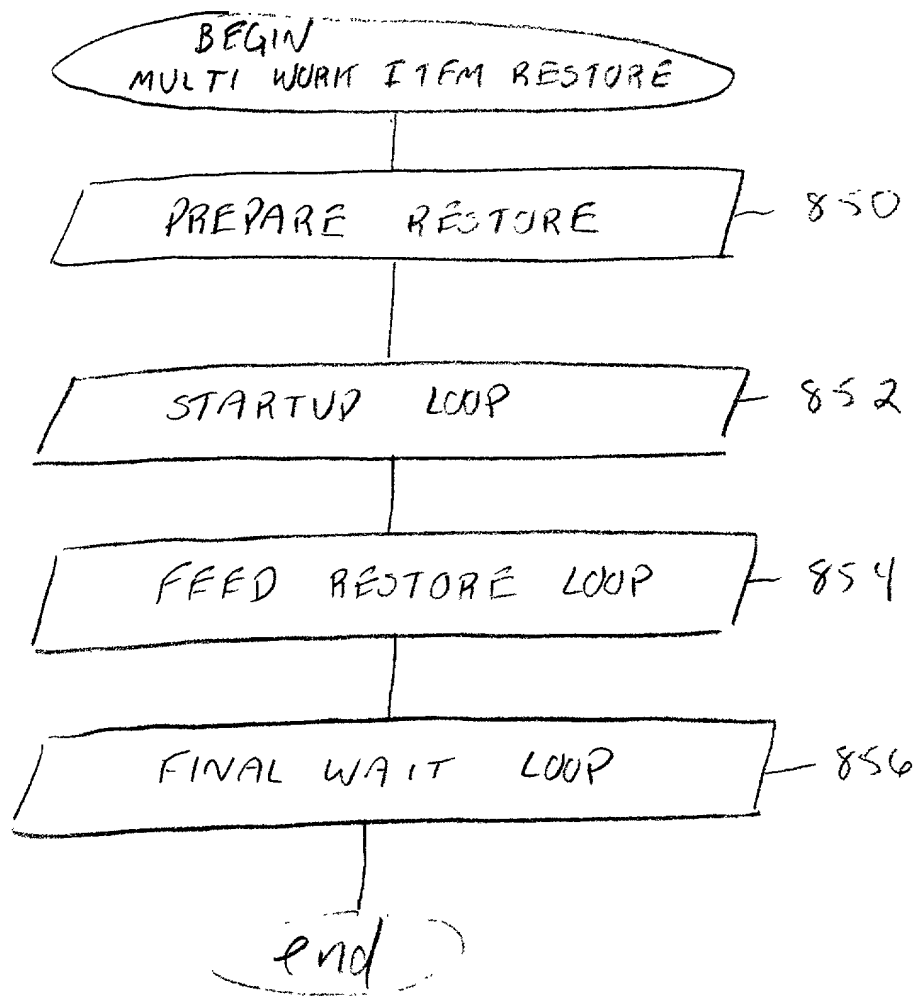 BEGIN
MULTI WORK ITEM RESTORE
PREPARE RESTORE 850
STARTUP LOOP 852
FEED RESTORE LOOP 854
FINAL WAIT LOOP 856
end